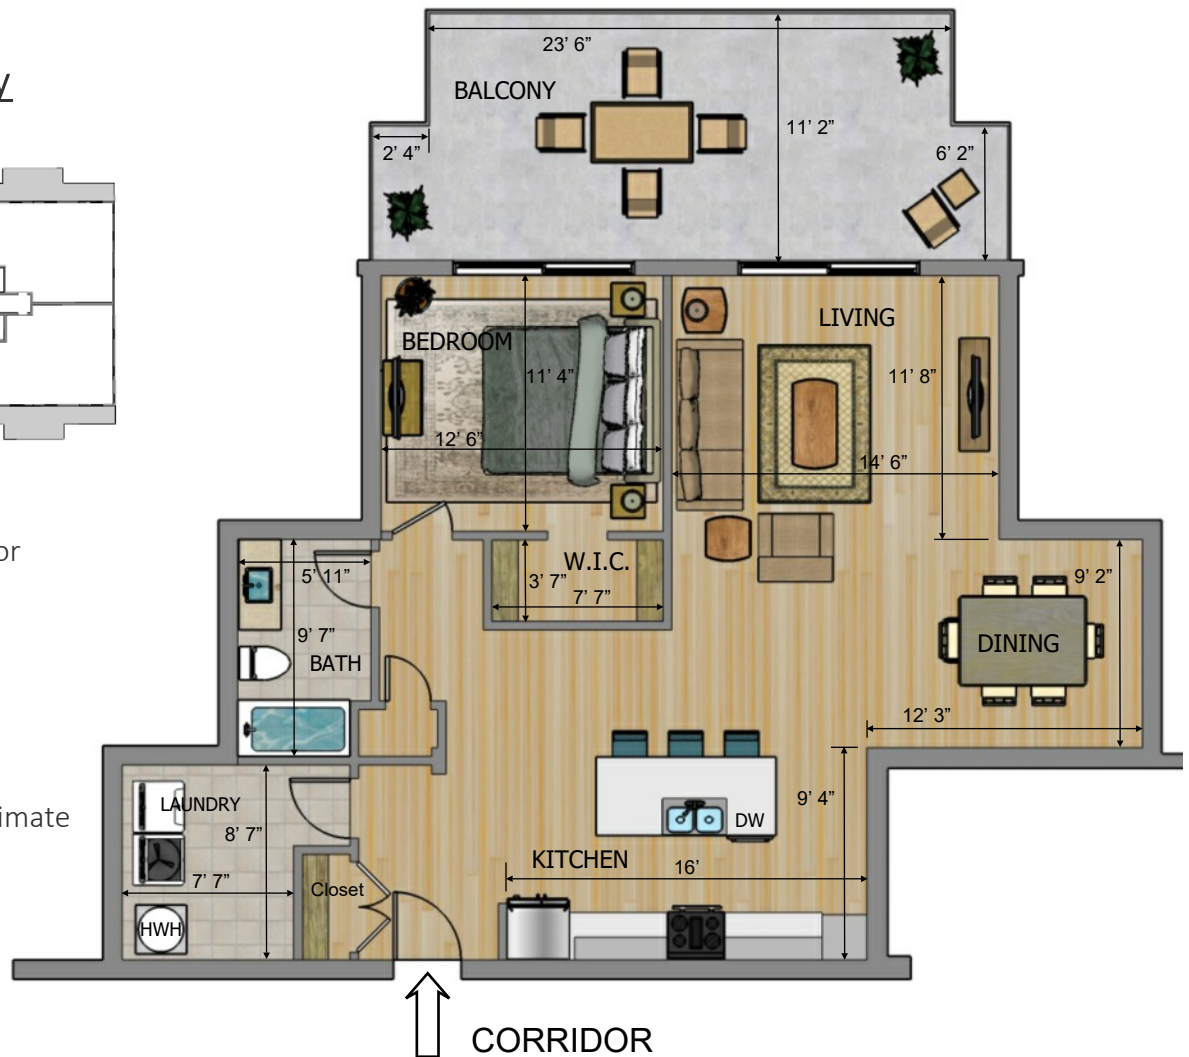 y
or
imate
23’ 6”
BALCONY
11’ 2”
2’ 4”
6’ 2”
LIVING
BEDROOM
11’ 4”
11’ 8”
12’ 6”
14’ 6”
W.I.C.
3’ 7”
7’ 7”
5’ 11”
9’ 7”
BATH
9’ 2”
DINING
12’ 3”
LAUNDRY
8’ 7”
9’ 4”
DW
KITCHEN
16’
7’ 7”
Closet
HWH
CORRIDOR